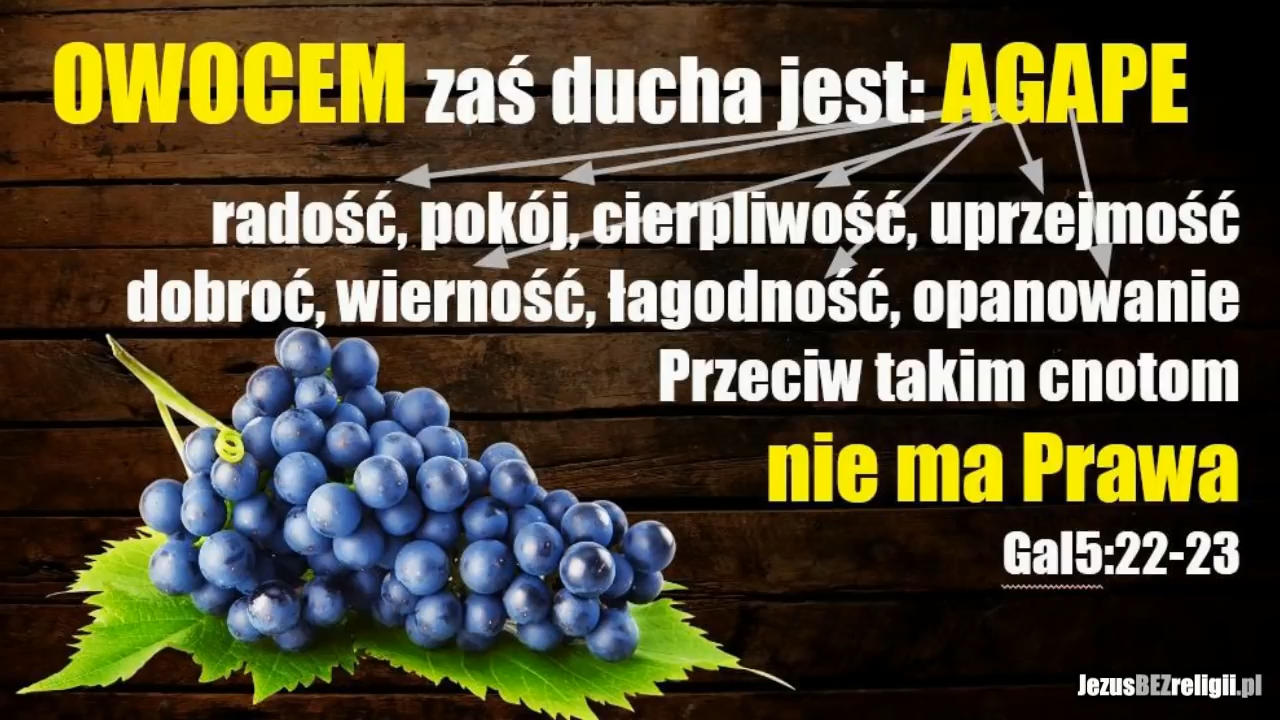 OWOCEM zaś ducha jest: AGAPE
radość, pokój, cierpliwość, uprzejmość
dobroć, wierność, łagodność, opanowanie
Przeciw takim cnotom
nie ma Prawa
Gal5:22-23
JezusBEZreligii.pl